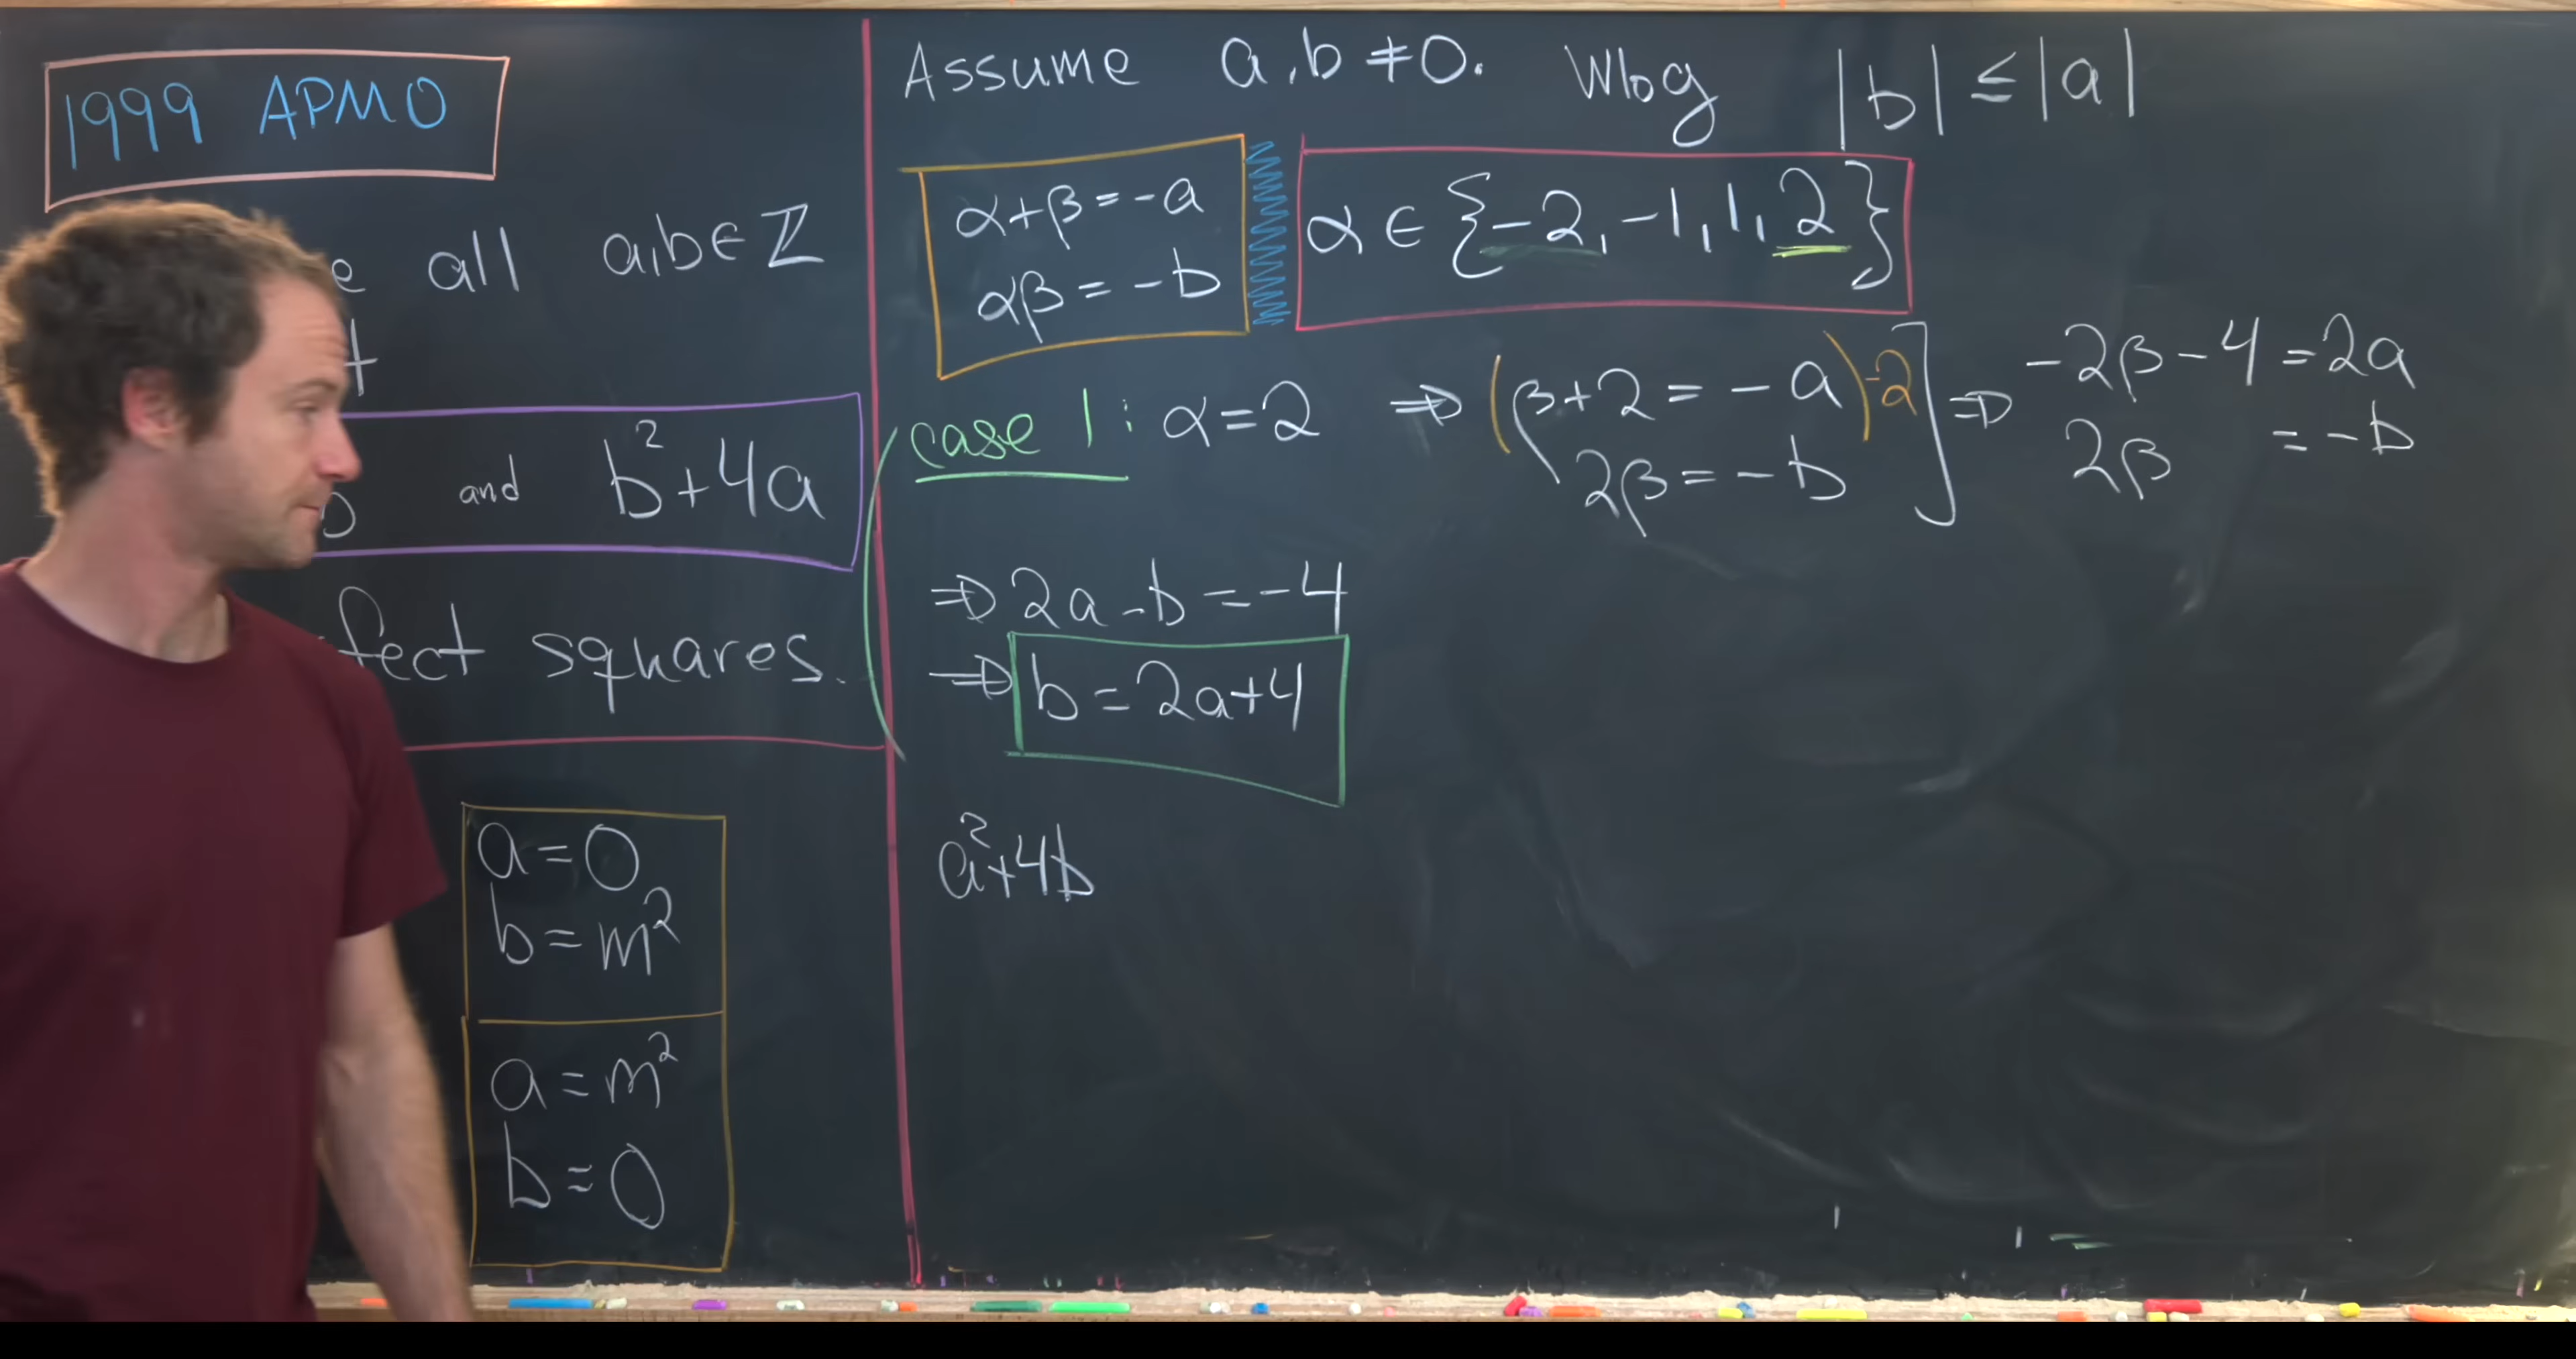 1999 APMO
e all a,b∈ℤ
t
b and b²+4a
fect squares.
a=0
b=m²
a=m²
b=0
Assume a,b≠0. Wlog |b|≤|a|
α+β=-a
αβ=-b
α∈{-2,-1,1,2}
case 1: α=2 ⇒ (β+2=-a)-2 ] ⇒ -2β-4=2a
2β=-b 2β =-b
⇒2a-b=-4
⇒ b=2a+4
a²+4b